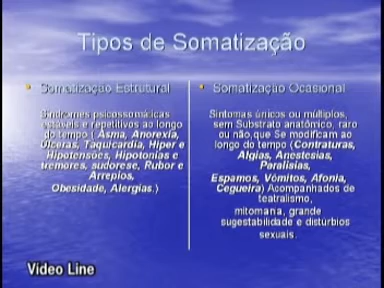 Tipos de Somatização
• Somatização Estrutural
Síndromes psicossomáticas
estáveis e repetitivos ao longo
do tempo ( Asma, Anorexia,
Úlceras, Taquicardia, Hiper e
Hipotensões, Hipotonias e
tremores, sudorese, Rubor e
Arrepios,
Obesidade, Alergias.)
• Somatização Ocasional
Sintomas únicos ou múltiplos,
sem Substrato anatômico, raro
ou não,que Se modificam ao
longo do tempo (Contraturas,
Algias, Anestesias,
Paralisias,
Espamos, Vômitos, Afonia,
Cegueira) Acompanhados de
teatralismo,
mitomania, grande
sugestabilidade e distúrbios
sexuais.
Video Line